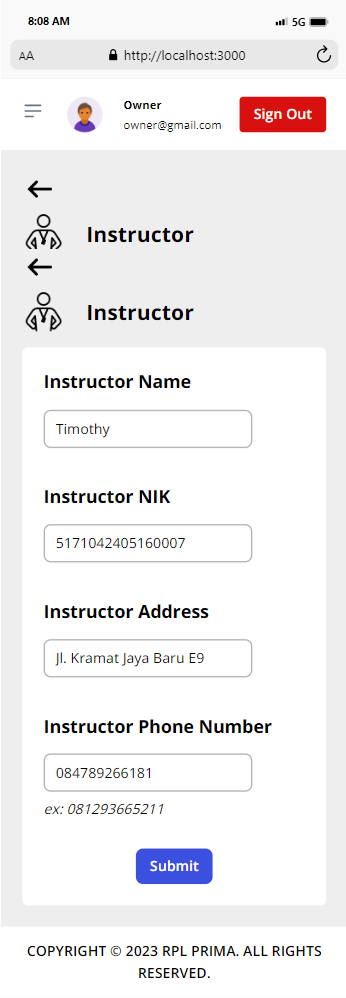 8:08 AM
5G
AA
http://localhost:3000
Owner
owner@gmail.com
Sign Out
Instructor
Instructor
Instructor Name
Timothy
Instructor NIK
5171042405160007
Instructor Address
Jl. Kramat Jaya Baru E9
Instructor Phone Number
084789266181
ex: 081293665211
Submit
COPYRIGHT © 2023 RPL PRIMA. ALL RIGHTS
RESERVED.